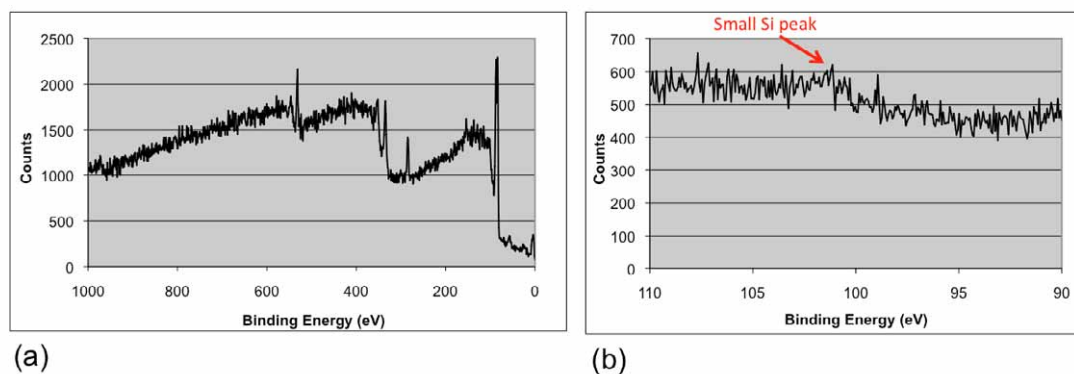 2500
2000
1500
1000
500
0
Counts
1000 800 600 400 200 0
Binding Energy (eV)
(a)
Small Si peak
700
600
500
400
300
200
100
0
Counts
110 105 100 95 90
Binding Energy (eV)
(b)